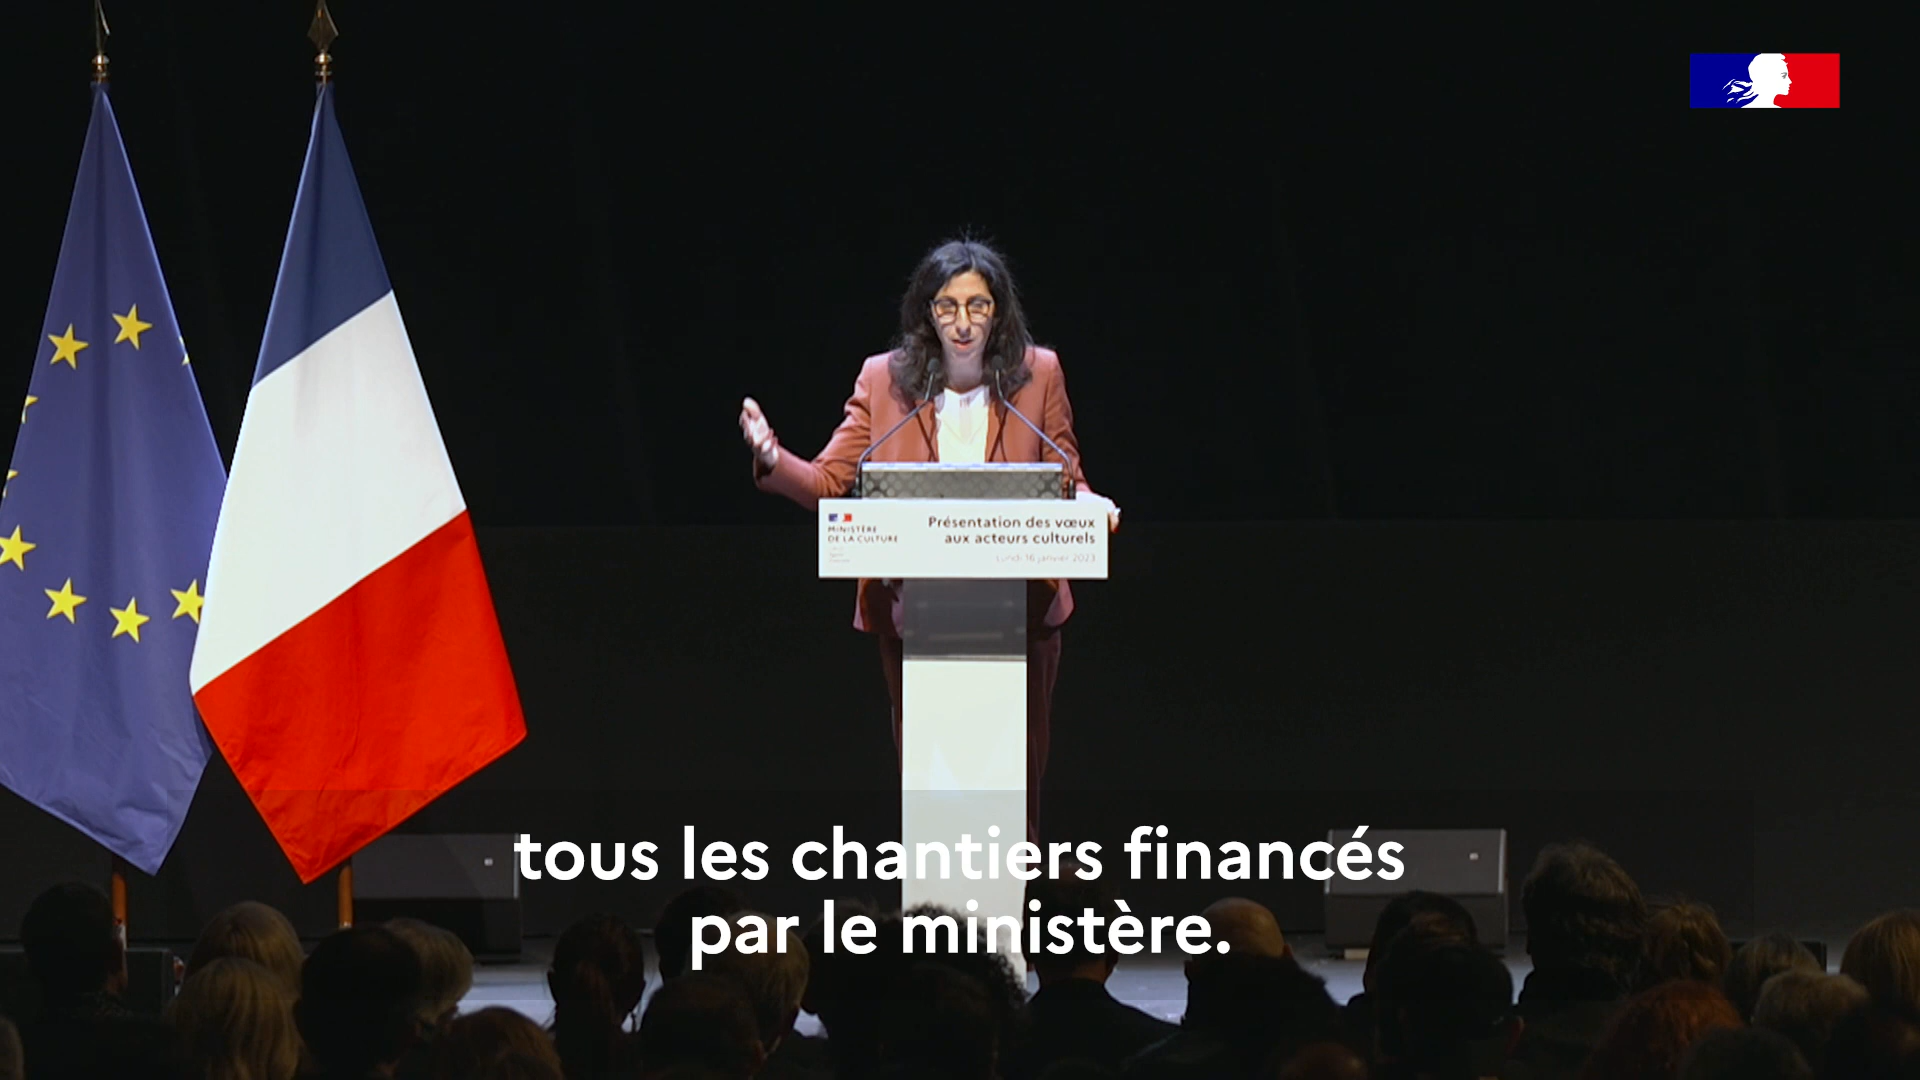 MINISTÈRE
DE LA CULTURE
Présentation des vœux
aux acteurs culturels
Lundi 16 janvier 2023
tous les chantiers financés
par le ministère.